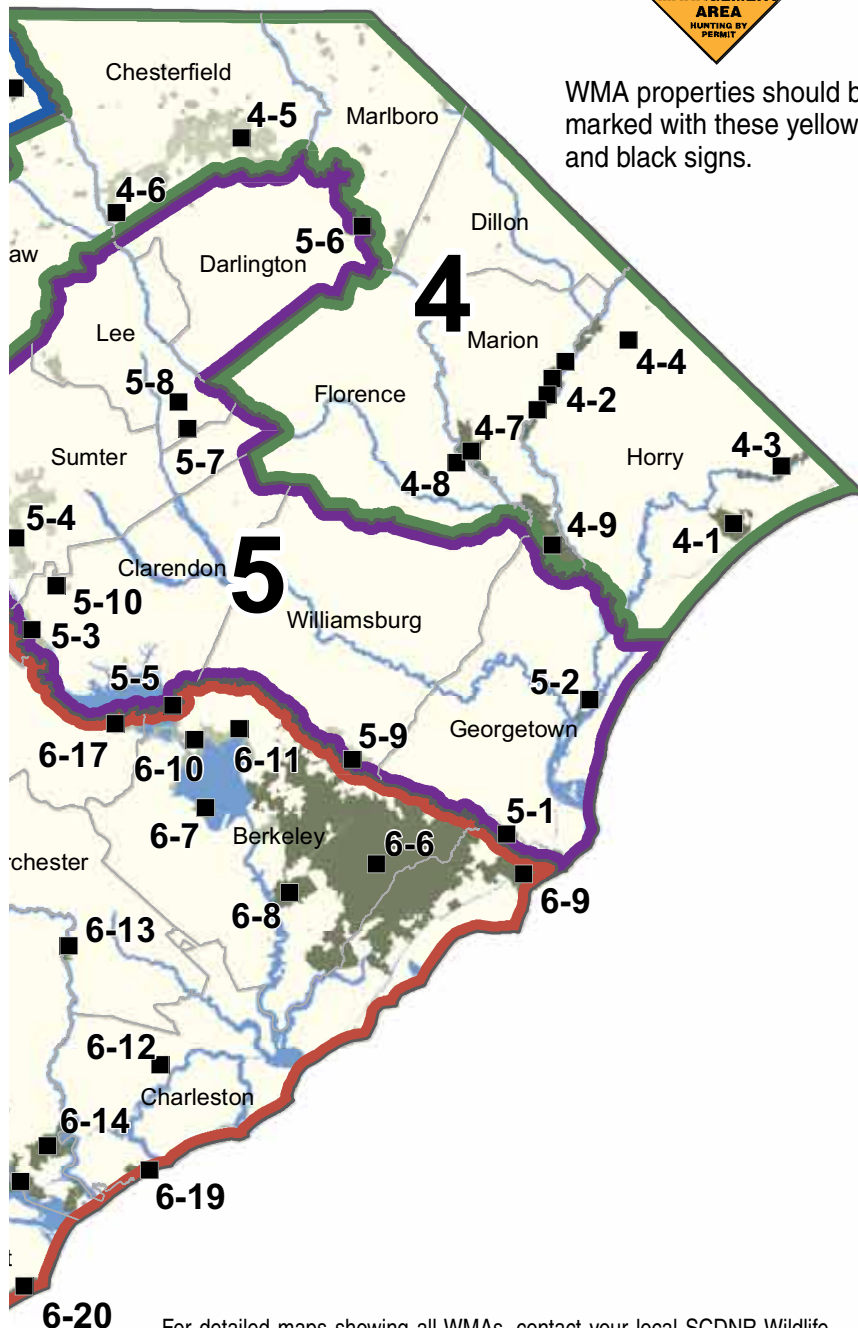 AREA
HUNTING BY
PERMIT
WMA properties should b
marked with these yellow
and black signs.
Chesterfield
Marlboro
4-5
4-6
5-6
Dillon
aw
Darlington
4
Lee
Marion
4-4
5-8
Florence
4-2
5-7
4-7
Sumter
4-8
Horry
4-3
5-4
4-9
4-1
Clarendon
5
5-10
Williamsburg
5-3
5-5
5-2
6-17
6-10
6-11
5-9
Georgetown
6-7
Berkeley
5-1
rchester
6-6
6-8
6-9
6-13
6-12
Charleston
6-14
6-19
t
6-20
For detailed maps showing all WMAs, contact your local SCDNR Wildlife